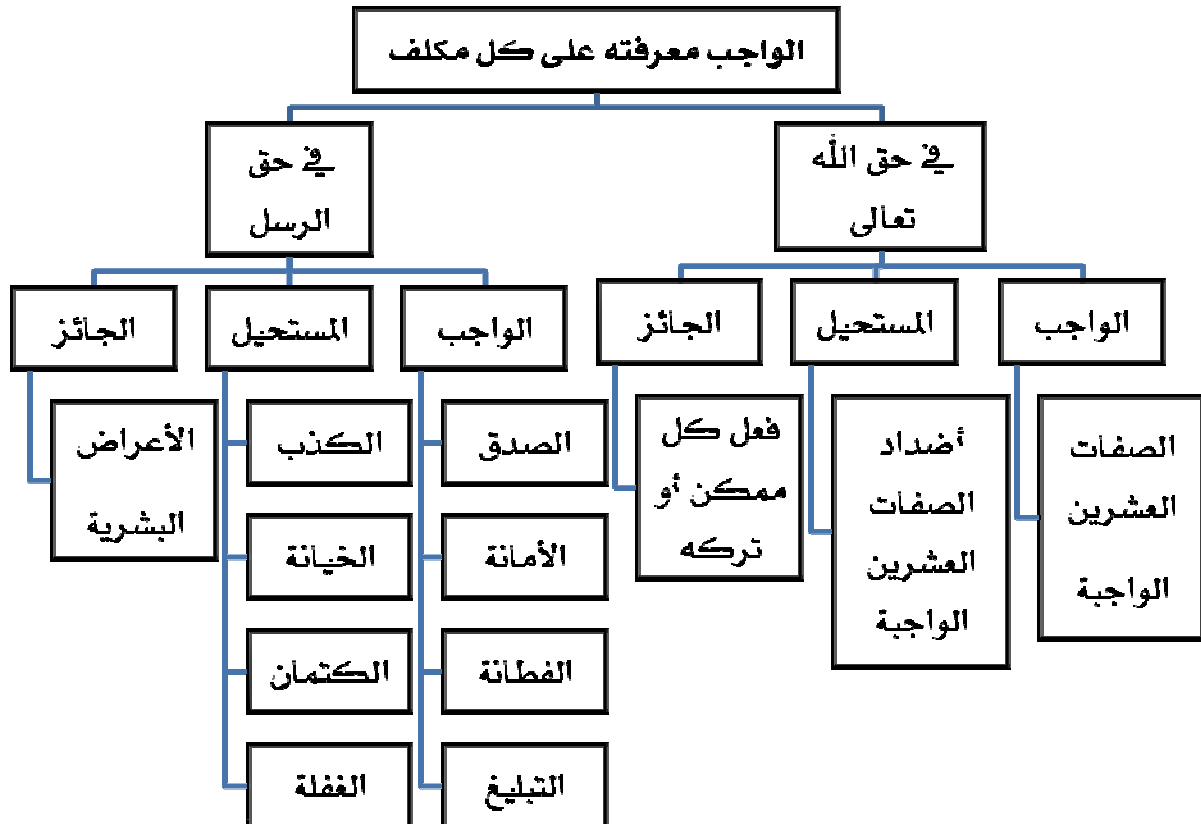 الواجب معرفته على كل مكلف
في حق الله
تعالى
في حق
الرسل
الواجب
المستحيل
الجائز
الواجب
المستحيل
الجائز
الصفات
العشرين
الواجبة
أضداد
الصفات
العشرين
الواجبة
فعل كل
ممكن أو
تركه
الصدق
الأمانة
الفطانة
التبليغ
الكذب
الخيانة
الكتمان
الغفلة
الأعراض
البشرية